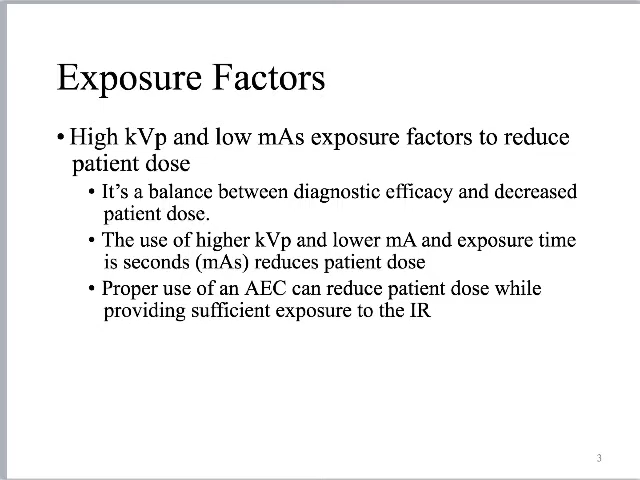 Exposure Factors
• High kVp and low mAs exposure factors to reduce
patient dose
• It's a balance between diagnostic efficacy and decreased
patient dose.
• The use of higher kVp and lower mA and exposure time
is seconds (mAs) reduces patient dose
• Proper use of an AEC can reduce patient dose while
providing sufficient exposure to the IR
3